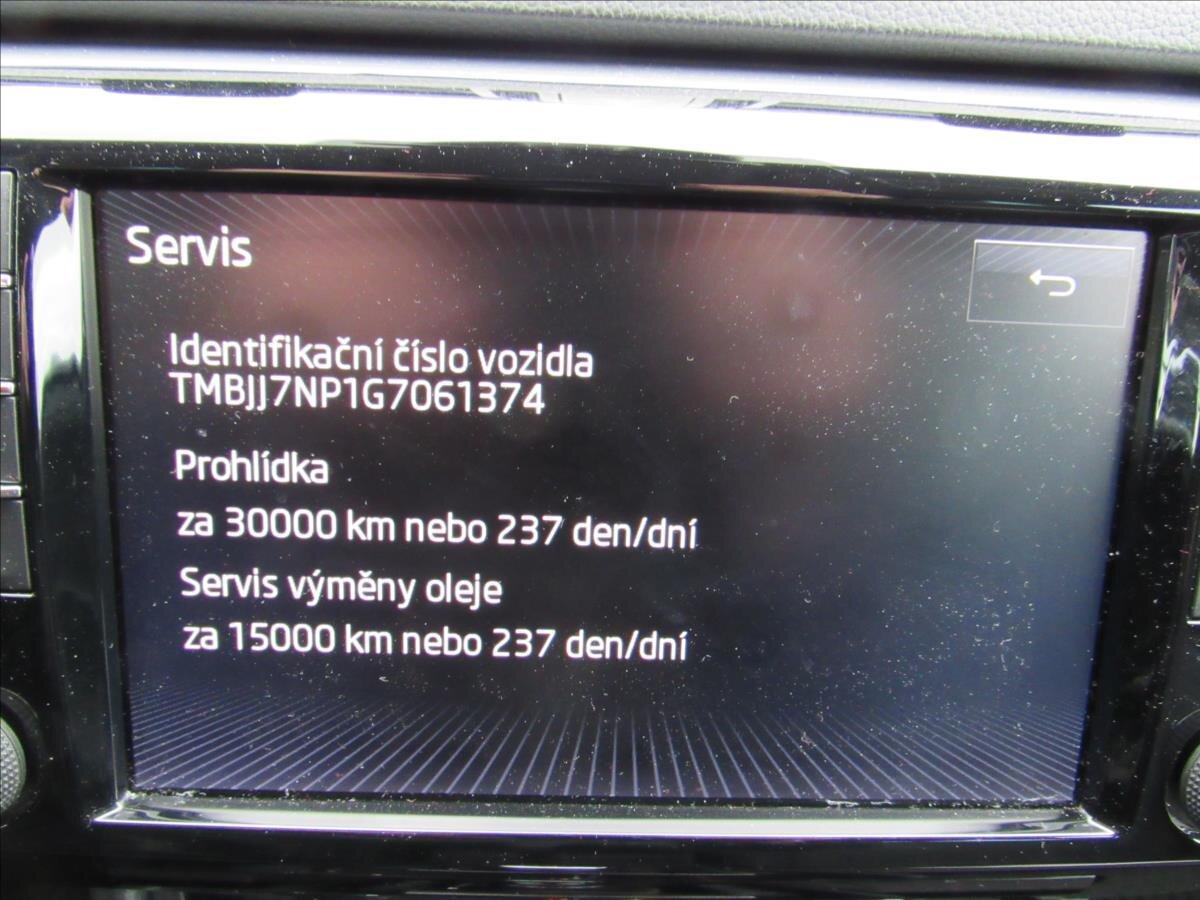 Servis
Identifikační číslo vozidla
TMBJJ7NP1G7061374
Prohlídka
za 30000 km nebo 237 den/dní
Servis výměny oleje
za 15000 km nebo 237 den/dní